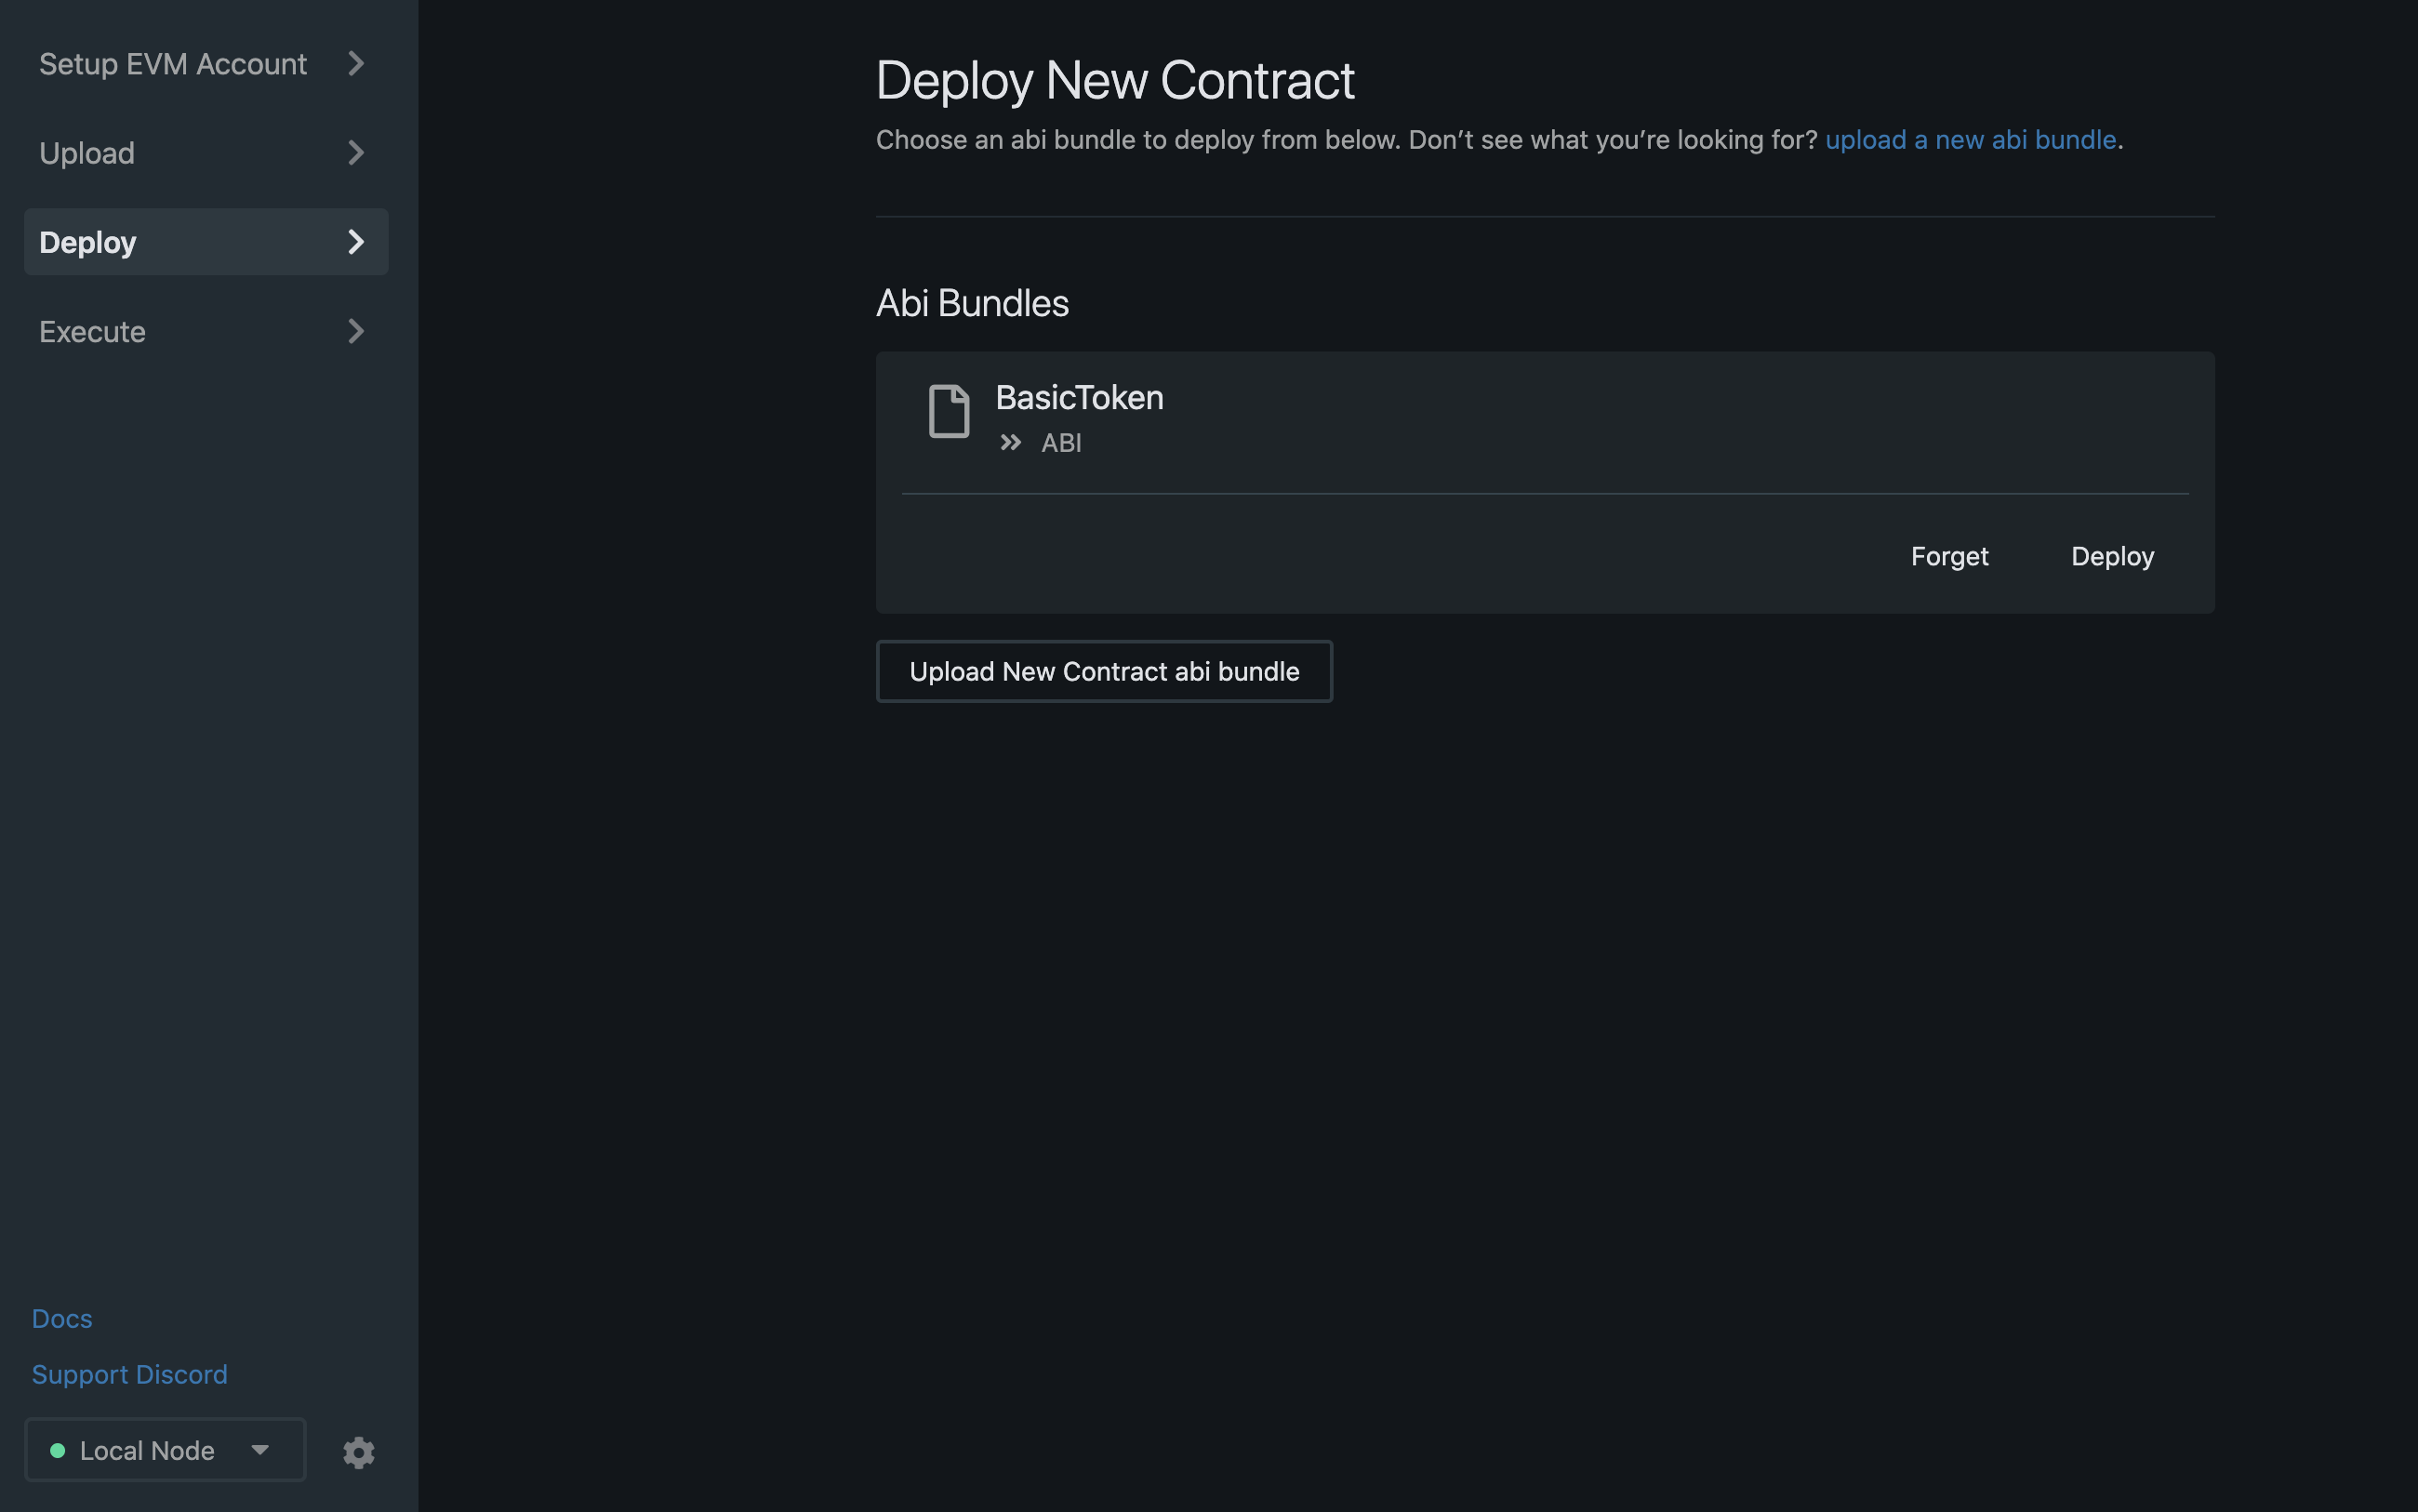 Setup EVM Account
Upload
Deploy
Execute
Docs
Support Discord
Local Node
Deploy New Contract
Choose an abi bundle to deploy from below. Don’t see what you’re looking for? upload a new abi bundle.
Abi Bundles
BasicToken
ABI
Forget Deploy
Upload New Contract abi bundle